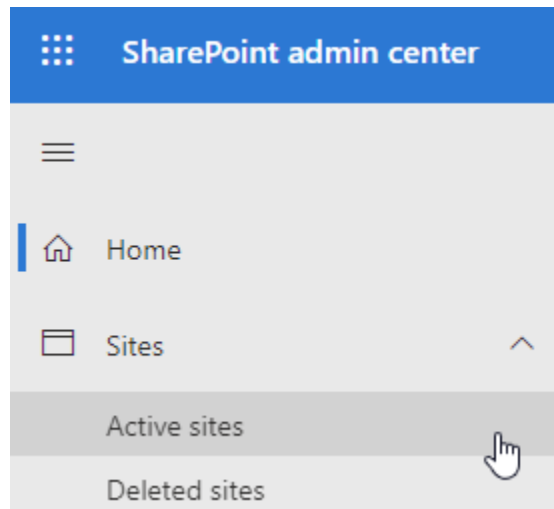 SharePoint admin center
Home
Sites
Active sites
Deleted sites